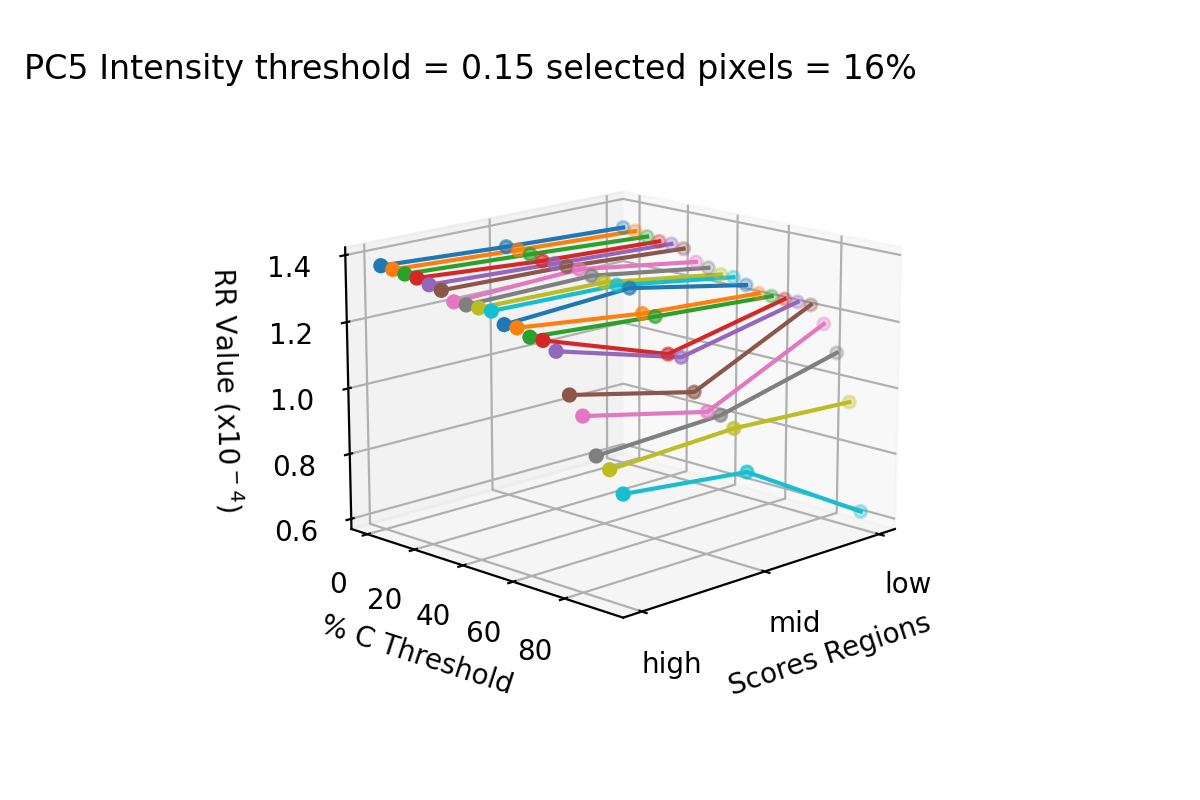 PC5 Intensity threshold = 0.15 selected pixels = 16%
RR Value (x10⁻⁴)
1.4
1.2
1.0
0.8
0.6
0
20
40
60
80
% C Threshold
high
mid
low
Scores Regions